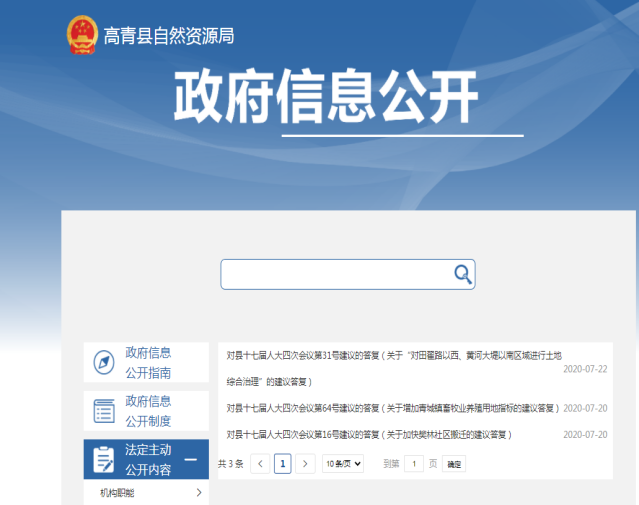 高青县自然资源局
政府信息公开
政府信息
公开指南
政府信息
公开制度
法定主动
公开内容
机构职能
对县十七届人大四次会议第31号建议的答复（关于“对田翟路以西、黄河大堤以南区域进行土地
综合治理”的建议答复）
2020-07-22
对县十七届人大四次会议第64号建议的答复（关于增加青城镇畜牧业养殖用地指标的建议答复） 2020-07-20
对县十七届人大四次会议第16号建议的答复（关于加快樊林社区搬迁的建议答复） 2020-07-20
共 3 条 < 1 > 10 条/页 到第 1 页 确定